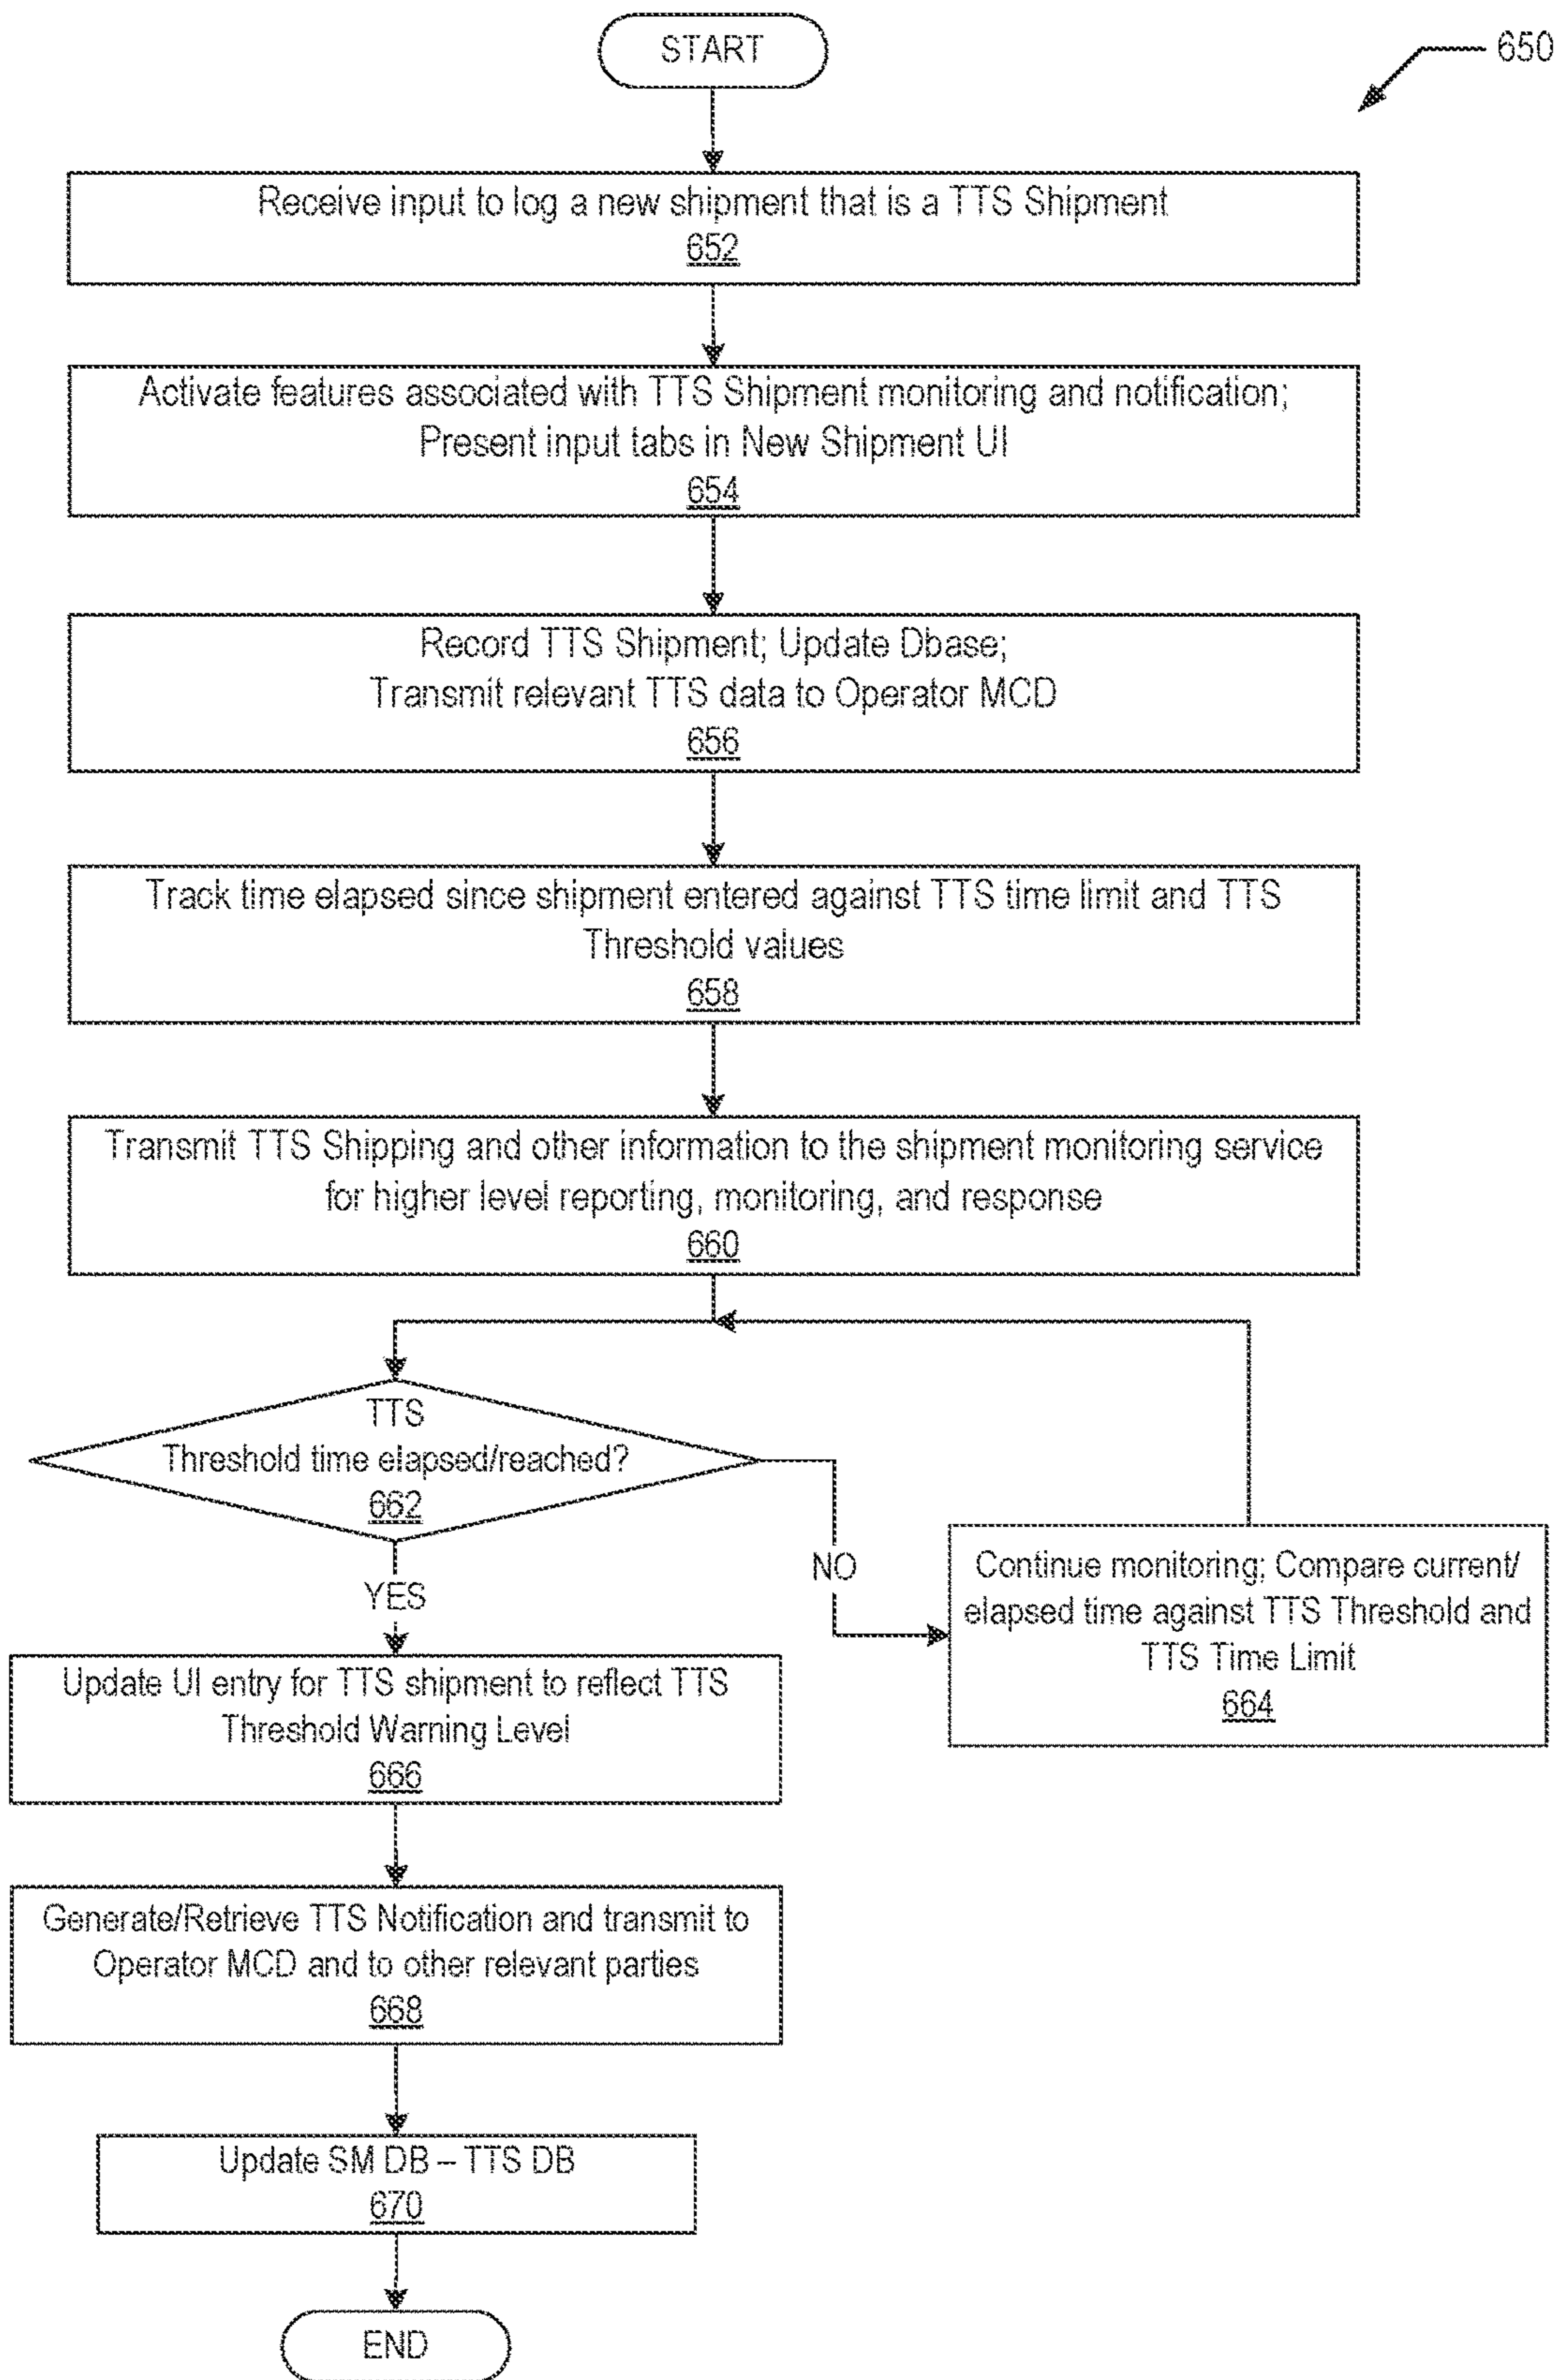 START
650
Receive input to log a new shipment that is a TTS Shipment
652
Activate features associated with TTS Shipment monitoring and notification;
Present input tabs in New Shipment UI
654
Record TTS Shipment; Update Dbase;
Transmit relevant TTS data to Operator MCD
656
Track time elapsed since shipment entered against TTS time limit and TTS
Threshold values
658
Transmit TTS Shipping and other information to the shipment monitoring service
for higher level reporting, monitoring, and response
660
TTS
Threshold time elapsed/reached?
662
NO
Continue monitoring; Compare current/
elapsed time against TTS Threshold and
TTS Time Limit
664
YES
Update UI entry for TTS shipment to reflect TTS
Threshold Warning Level
666
Generate/Retrieve TTS Notification and transmit to
Operator MCD and to other relevant parties
668
Update SM DB – TTS DB
670
END